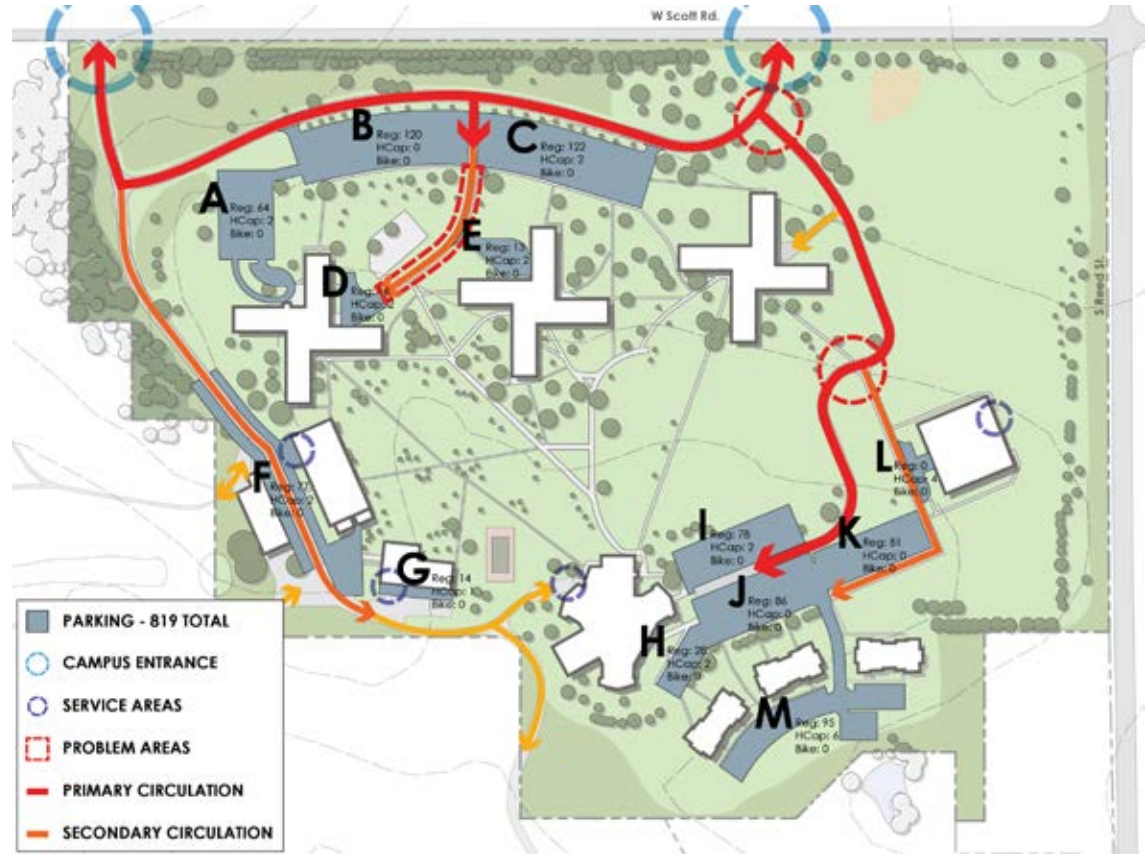 W Scott Rd.
B
Reg: 120
HCap: 0
Bike: 0
C
Reg: 122
HCap: 2
Bike: 0
A
Reg: 64
HCap: 2
Bike: 0
E
Reg: 13
HCap: 2
Bike: 0
D
Reg:
HCap:
Bike: 0
S Reed St.
F
Reg: 77
HCap: 2
Bike: 0
L
Reg: 0
HCap: 4
Bike: 0
I
Reg: 78
HCap: 2
Bike: 0
K
Reg: 81
HCap: 0
Bike: 0
G
Reg: 14
HCap:
Bike: 0
J
Reg: 86
HCap: 0
Bike: 0
H
Reg: 28
HCap: 2
Bike:
M
Reg: 95
HCap: 6
Bike: 0
PARKING - 819 TOTAL
CAMPUS ENTRANCE
SERVICE AREAS
PROBLEM AREAS
PRIMARY CIRCULATION
SECONDARY CIRCULATION